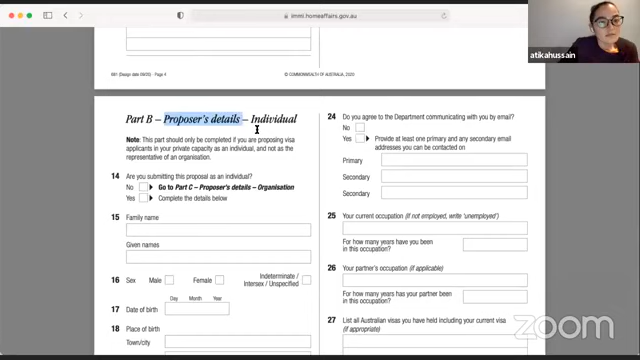 immi.homeaffairs.gov.au
atikahussain
681 (Design date 09/20) - Page 4
© COMMONWEALTH OF AUSTRALIA, 2020
Part B – Proposer's details – Individual
Note: This part should only be completed if you are proposing visa
applicants in your private capacity as an individual, and not as the
representative of an organisation.
14 Are you submitting this proposal as an individual?
No Go to Part C – Proposer's details – Organisation
Yes Complete the details below
15 Family name
Given names
16 Sex Male Female Indeterminate /
Intersex / Unspecified
Day Month Year
17 Date of birth
18 Place of birth
Town/city
24 Do you agree to the Department communicating with you by email?
No
Yes Provide at least one primary and any secondary email
addresses you can be contacted on
Primary
Secondary
Secondary
25 Your current occupation (if not employed, write 'unemployed')
For how many years have you been
in this occupation?
26 Your partner's occupation (if applicable)
For how many years has your partner been
in this occupation?
27 List all Australian visas you have held including your current visa
(if appropriate)
zoom